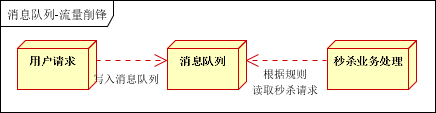 消息队列-流量削锋
用户请求
写入消息队列
消息队列
根据规则
读取秒杀请求
秒杀业务处理